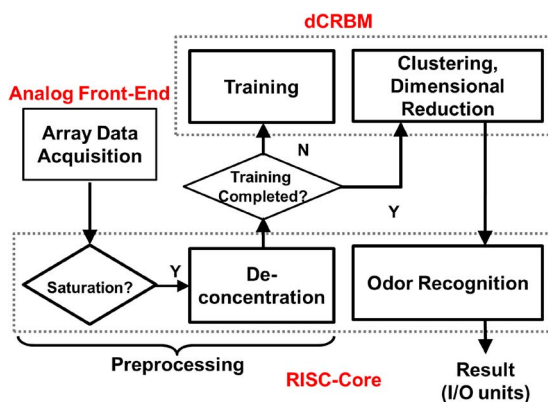 dCRBM
Analog Front-End
Array Data
Acquisition
Training
Clustering,
Dimensional
Reduction
N
Training
Completed?
Y
Saturation?
Y
De-
concentration
Odor Recognition
Preprocessing
RISC-Core
Result
(I/O units)